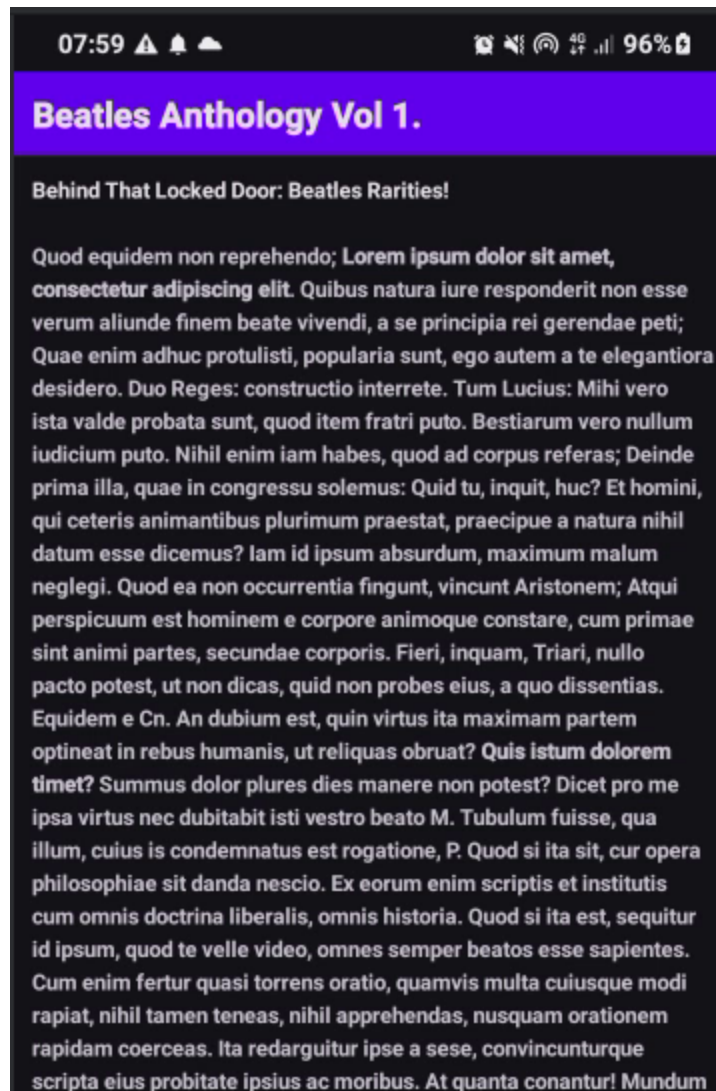 07:59 4G 96%
Beatles Anthology Vol 1.
Behind That Locked Door: Beatles Rarities!
Quod equidem non reprehendo; Lorem ipsum dolor sit amet,
consectetur adipiscing elit. Quibus natura iure responderit non esse
verum aliunde finem beate vivendi, a se principia rei gerendae peti;
Quae enim adhuc protulisti, popularia sunt, ego autem a te elegantiora
desidero. Duo Reges: constructio interrete. Tum Lucius: Mihi vero
ista valde probata sunt, quod item fratri puto. Bestiarum vero nullum
iudicium puto. Nihil enim iam habes, quod ad corpus referas; Deinde
prima illa, quae in congressu solemus: Quid tu, inquit, huc? Et homini,
qui ceteris animantibus plurimum praestat, praecipue a natura nihil
datum esse dicemus? Iam id ipsum absurdum, maximum malum
neglegi. Quod ea non occurrentia fingunt, vincunt Aristonem; Atqui
perspicuum est hominem e corpore animoque constare, cum primae
sint animi partes, secundae corporis. Fieri, inquam, Triari, nullo
pacto potest, ut non dicas, quid non probes eius, a quo dissentias.
Equidem e Cn. An dubium est, quin virtus ita maximam partem
optineat in rebus humanis, ut reliquas obruat? Quis istum dolorem
timet? Summus dolor plures dies manere non potest? Dicet pro me
ipsa virtus nec dubitabit isti vestro beato M. Tubulum fuisse, qua
illum, cuius is condemnatus est rogatione, P. Quod si ita sit, cur opera
philosophiae sit danda nescio. Ex eorum enim scriptis et institutis
cum omnis doctrina liberalis, omnis historia. Quod si ita est, sequitur
id ipsum, quod te velle video, omnes semper beatos esse sapientes.
Cum enim fertur quasi torrens oratio, quamvis multa cuiusque modi
rapiat, nihil tamen teneas, nihil apprehendas, nusquam orationem
rapidam coerceas. Ita redarguitur ipse a sese, convincunturque
scripta eius probitate ipsius ac moribus. At quanta conantur! Mundum